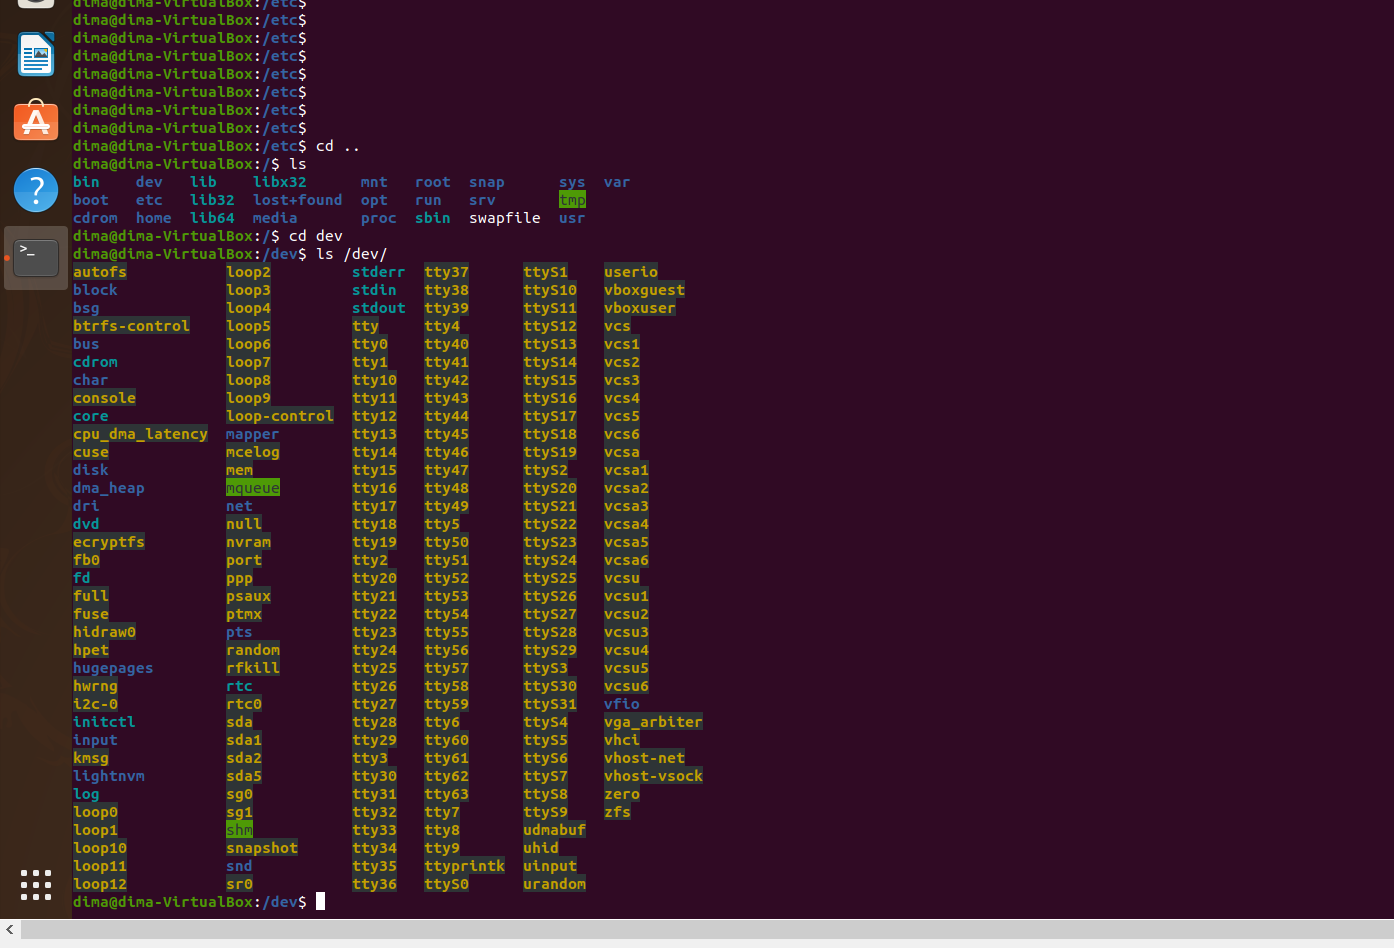 dima@dima-VirtualBox:/etc$
dima@dima-VirtualBox:/etc$
dima@dima-VirtualBox:/etc$
dima@dima-VirtualBox:/etc$
dima@dima-VirtualBox:/etc$
dima@dima-VirtualBox:/etc$
dima@dima-VirtualBox:/etc$
dima@dima-VirtualBox:/etc$
dima@dima-VirtualBox:/etc$ cd ..
dima@dima-VirtualBox:/$ ls
bin dev lib libx32 mnt root snap sys var
boot etc lib32 lost+found opt run srv tmp
cdrom home lib64 media proc sbin swapfile usr
dima@dima-VirtualBox:/$ cd dev
dima@dima-VirtualBox:/dev$ ls /dev/
autofs loop2 stderr tty37 ttyS1 userio
block loop3 stdin tty38 ttyS10 vboxguest
bsg loop4 stdout tty39 ttyS11 vboxuser
btrfs-control loop5 tty tty4 ttyS12 vcs
bus loop6 tty0 tty40 ttyS13 vcs1
cdrom loop7 tty1 tty41 ttyS14 vcs2
char loop8 tty10 tty42 ttyS15 vcs3
console loop9 tty11 tty43 ttyS16 vcs4
core loop-control tty12 tty44 ttyS17 vcs5
cpu_dma_latency mapper tty13 tty45 ttyS18 vcs6
cuse mcelog tty14 tty46 ttyS19 vcsa
disk mem tty15 tty47 ttyS2 vcsa1
dma_heap mqueue tty16 tty48 ttyS20 vcsa2
dri net tty17 tty49 ttyS21 vcsa3
dvd null tty18 tty5 ttyS22 vcsa4
ecryptfs nvram tty19 tty50 ttyS23 vcsa5
fb0 port tty2 tty51 ttyS24 vcsa6
fd ppp tty20 tty52 ttyS25 vcsu
full psaux tty21 tty53 ttyS26 vcsu1
fuse ptmx tty22 tty54 ttyS27 vcsu2
hidraw0 pts tty23 tty55 ttyS28 vcsu3
hpet random tty24 tty56 ttyS29 vcsu4
hugepages rfkill tty25 tty57 ttyS3 vcsu5
hwrng rtc tty26 tty58 ttyS30 vcsu6
i2c-0 rtc0 tty27 tty59 ttyS31 vfio
initctl sda tty28 tty6 ttyS4 vga_arbiter
input sda1 tty29 tty60 ttyS5 vhci
kmsg sda2 tty3 tty61 ttyS6 vhost-net
lightnvm sda5 tty30 tty62 ttyS7 vhost-vsock
log sg0 tty31 tty63 ttyS8 zero
loop0 sg1 tty32 tty7 ttyS9 zfs
loop1 shm tty33 tty8 udmabuf
loop10 snapshot tty34 tty9 uhid
loop11 snd tty35 ttyprintk uinput
loop12 sr0 tty36 ttyS0 urandom
dima@dima-VirtualBox:/dev$